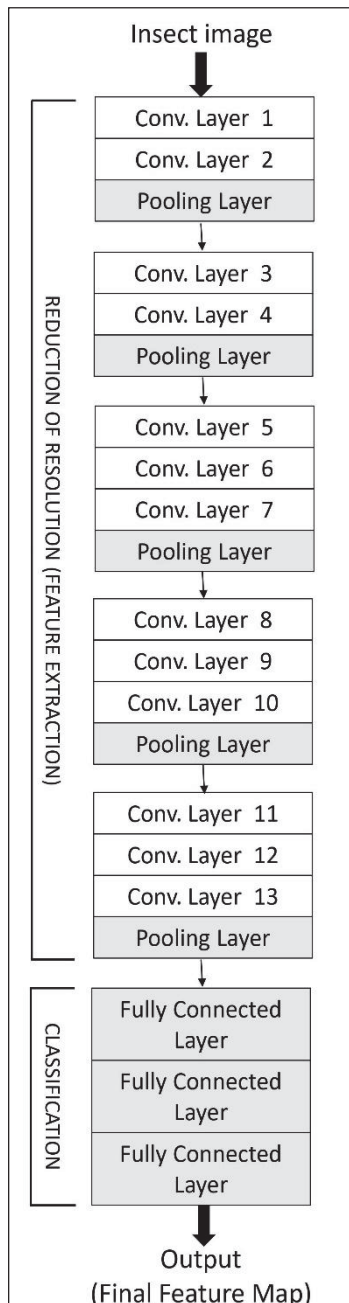 Insect image
REDUCTION OF RESOLUTION (FEATURE EXTRACTION)
Conv. Layer 1
Conv. Layer 2
Pooling Layer
Conv. Layer 3
Conv. Layer 4
Pooling Layer
Conv. Layer 5
Conv. Layer 6
Conv. Layer 7
Pooling Layer
Conv. Layer 8
Conv. Layer 9
Conv. Layer 10
Pooling Layer
Conv. Layer 11
Conv. Layer 12
Conv. Layer 13
Pooling Layer
CLASSIFICATION
Fully Connected
Layer
Fully Connected
Layer
Fully Connected
Layer
Output
(Final Feature Map)